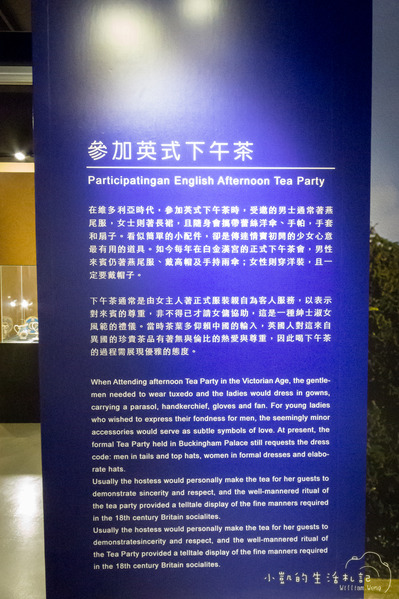 參加英式下午茶
Participatingan English Afternoon Tea Party
在維多利亞時代，參加英式下午茶時，受邀的男士通常著燕
尾服，女士則著長裙，且隨身會攜帶蕾絲洋傘、手帕，手套
和扇子。看似簡單的小配件，卻是傳達情竇初開的少女心意
最有用的道具。如今每年在白金漢宮的正式下午茶會，男性
來賓仍著燕尾服、戴高帽及手持雨傘；女性則穿洋裝，且一
定要戴帽子。
下午茶通常是由女主人著正式服裝親自為客人服務，以表示
對來賓的尊重，非不得已才請女傭協助，這是一種紳士淑女
風範的禮儀。當時茶葉多仰賴中國的輸入，英國人對這來自
異國的珍貴茶品有著無與倫比的熱愛與尊重，因此喝下午茶
的過程需展現優雅的態度。
When Attending afternoon Tea Party in the Victorian Age, the gentle-
men needed to wear tuxedo and the ladies would dress in gowns,
carrying a parasol, handkerchief, gloves and fan. For young ladies
who wished to express their fondness for men, the seemingly minor
accessories would serve as subtle symbols of love. At present, the
formal Tea Party held in Buckingham Palace still requests the dress
code: men in tails and top hats, women in formal dresses and elabo-
rate hats.
Usually the hostess would personally make the tea for her guests to
demonstrate sincerity and respect, and the well-mannered ritual of
the tea party provided a telltale display of the fine manners required
in the 18th century Britain socialites.
Usually the hostess would personally make the tea for her guests to
demonstratesincerity and respect, and the well-mannered ritual of
the Tea Party provided a telltale display of the fine manners required
in the 18th century Britain socialites.
小凱的生活札記
William Wong